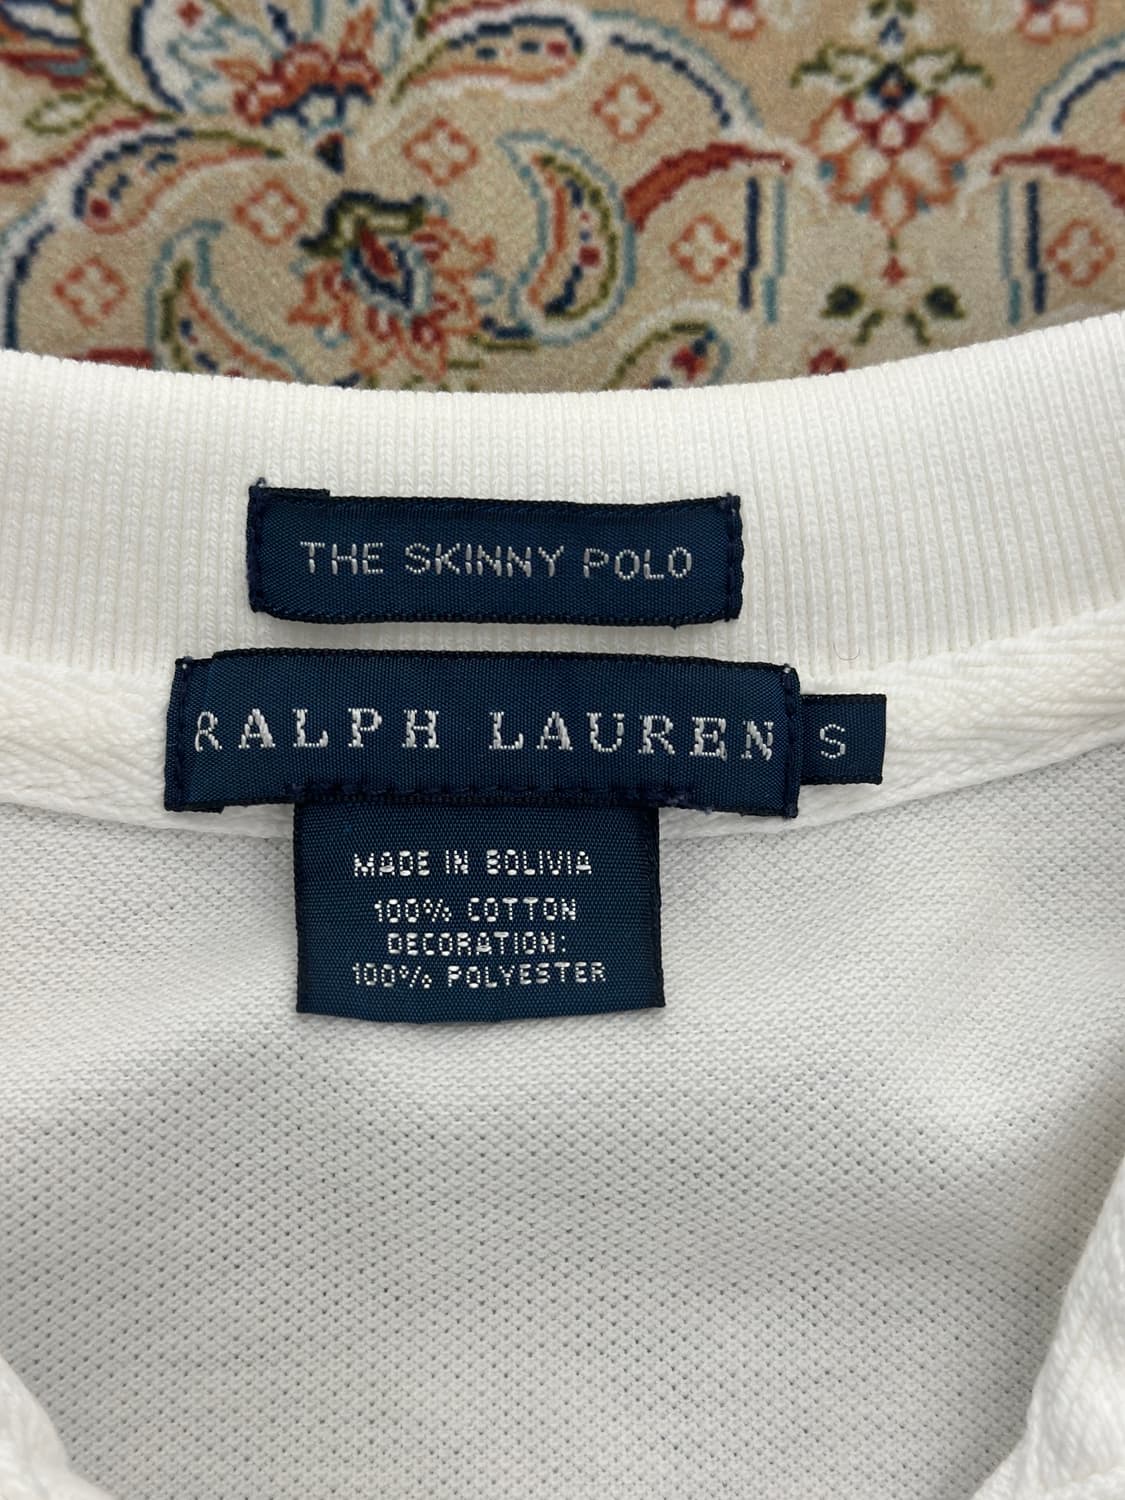 THE SKINNY POLO
RALPH LAUREN
S
MADE IN BOLIVIA
100% COTTON
DECORATION:
100% POLYESTER